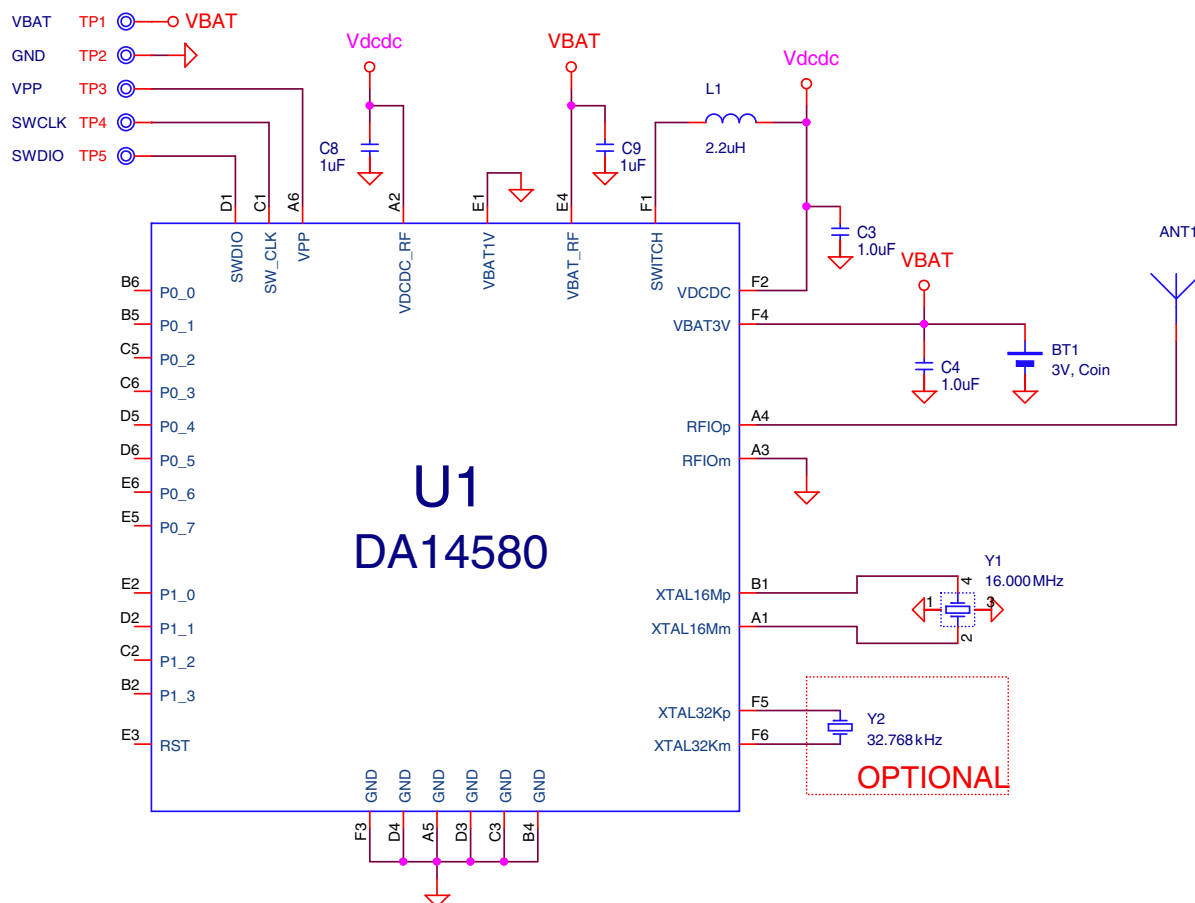 VBAT TP1 VBAT
GND TP2
VPP TP3
SWCLK TP4
SWDIO TP5
Vdcdc
C8
1uF
VBAT
C9
1uF
L1
2.2uH
Vdcdc
C3
1.0uF
VBAT
C4
1.0uF
BT1
3V, Coin
ANT1
D1 SWDIO
C1 SW_CLK
A6 VPP
A2 VDCDC_RF
E1 VBAT1V
E4 VBAT_RF
F1 SWITCH
B6 P0_0
B5 P0_1
C5 P0_2
C6 P0_3
D5 P0_4
D6 P0_5
E6 P0_6
E5 P0_7
E2 P1_0
D2 P1_1
C2 P1_2
B2 P1_3
E3 RST
U1
DA14580
VDCDC F2
VBAT3V F4
RFIOp A4
RFIOm A3
XTAL16Mp B1
XTAL16Mm A1
XTAL32Kp F5
XTAL32Km F6
Y1
16.000MHz
1 4 3 2
Y2
32.768kHz
OPTIONAL
GND F3
GND D4
GND A5
GND D3
GND C3
GND B4